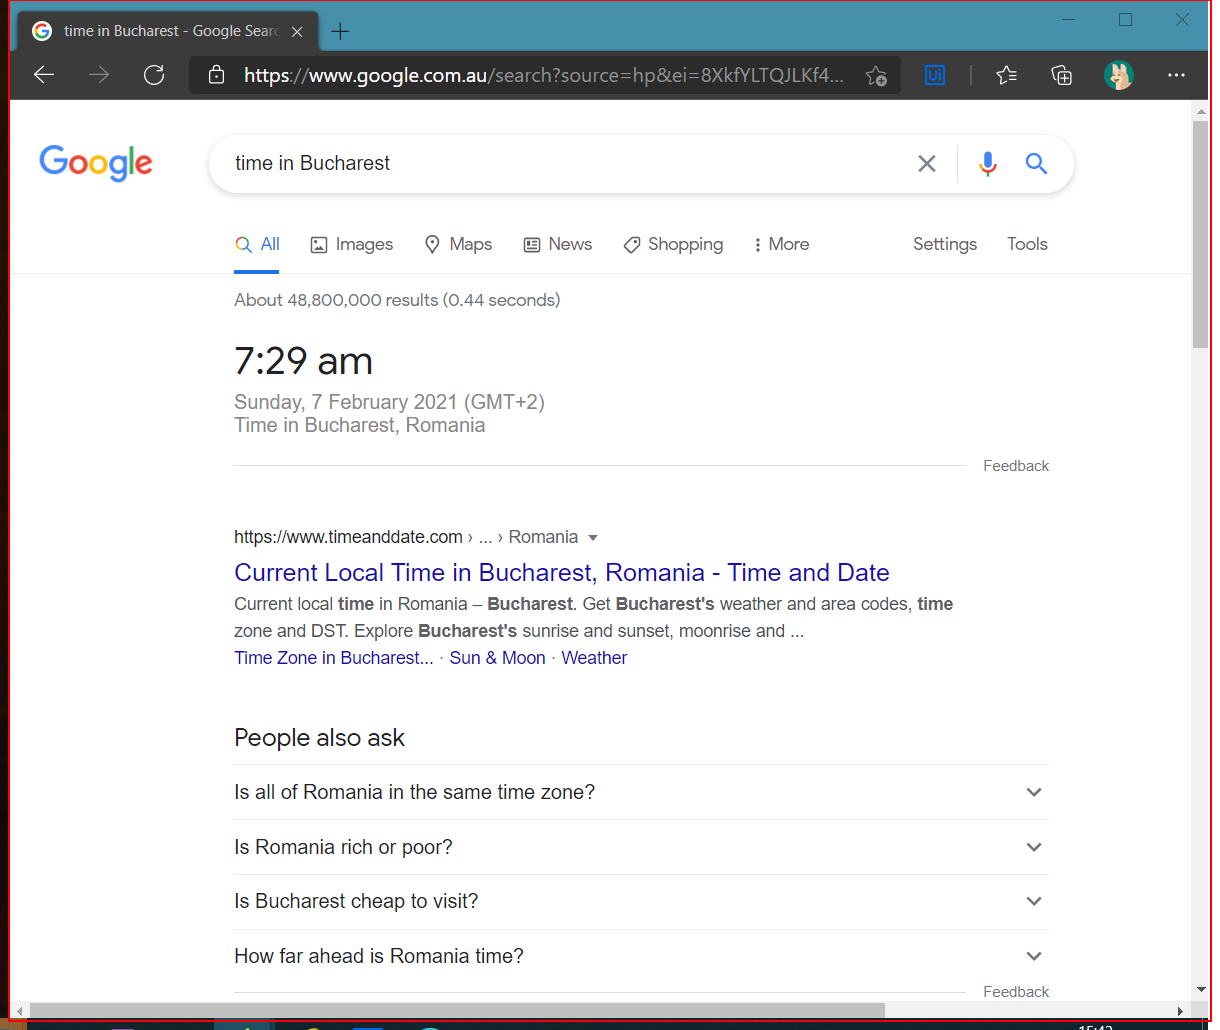 time in Bucharest - Google Sear
https://www.google.com.au/search?source=hp&ei=8XkfYLTQJLKf4...
Ui
Google
time in Bucharest
All Images Maps News Shopping More Settings Tools
About 48,800,000 results (0.44 seconds)
7:29 am
Sunday, 7 February 2021 (GMT+2)
Time in Bucharest, Romania
Feedback
https://www.timeanddate.com › ... › Romania
Current Local Time in Bucharest, Romania - Time and Date
Current local time in Romania – Bucharest. Get Bucharest's weather and area codes, time
zone and DST. Explore Bucharest's sunrise and sunset, moonrise and ...
Time Zone in Bucharest... · Sun & Moon · Weather
People also ask
Is all of Romania in the same time zone?
Is Romania rich or poor?
Is Bucharest cheap to visit?
How far ahead is Romania time?
Feedback